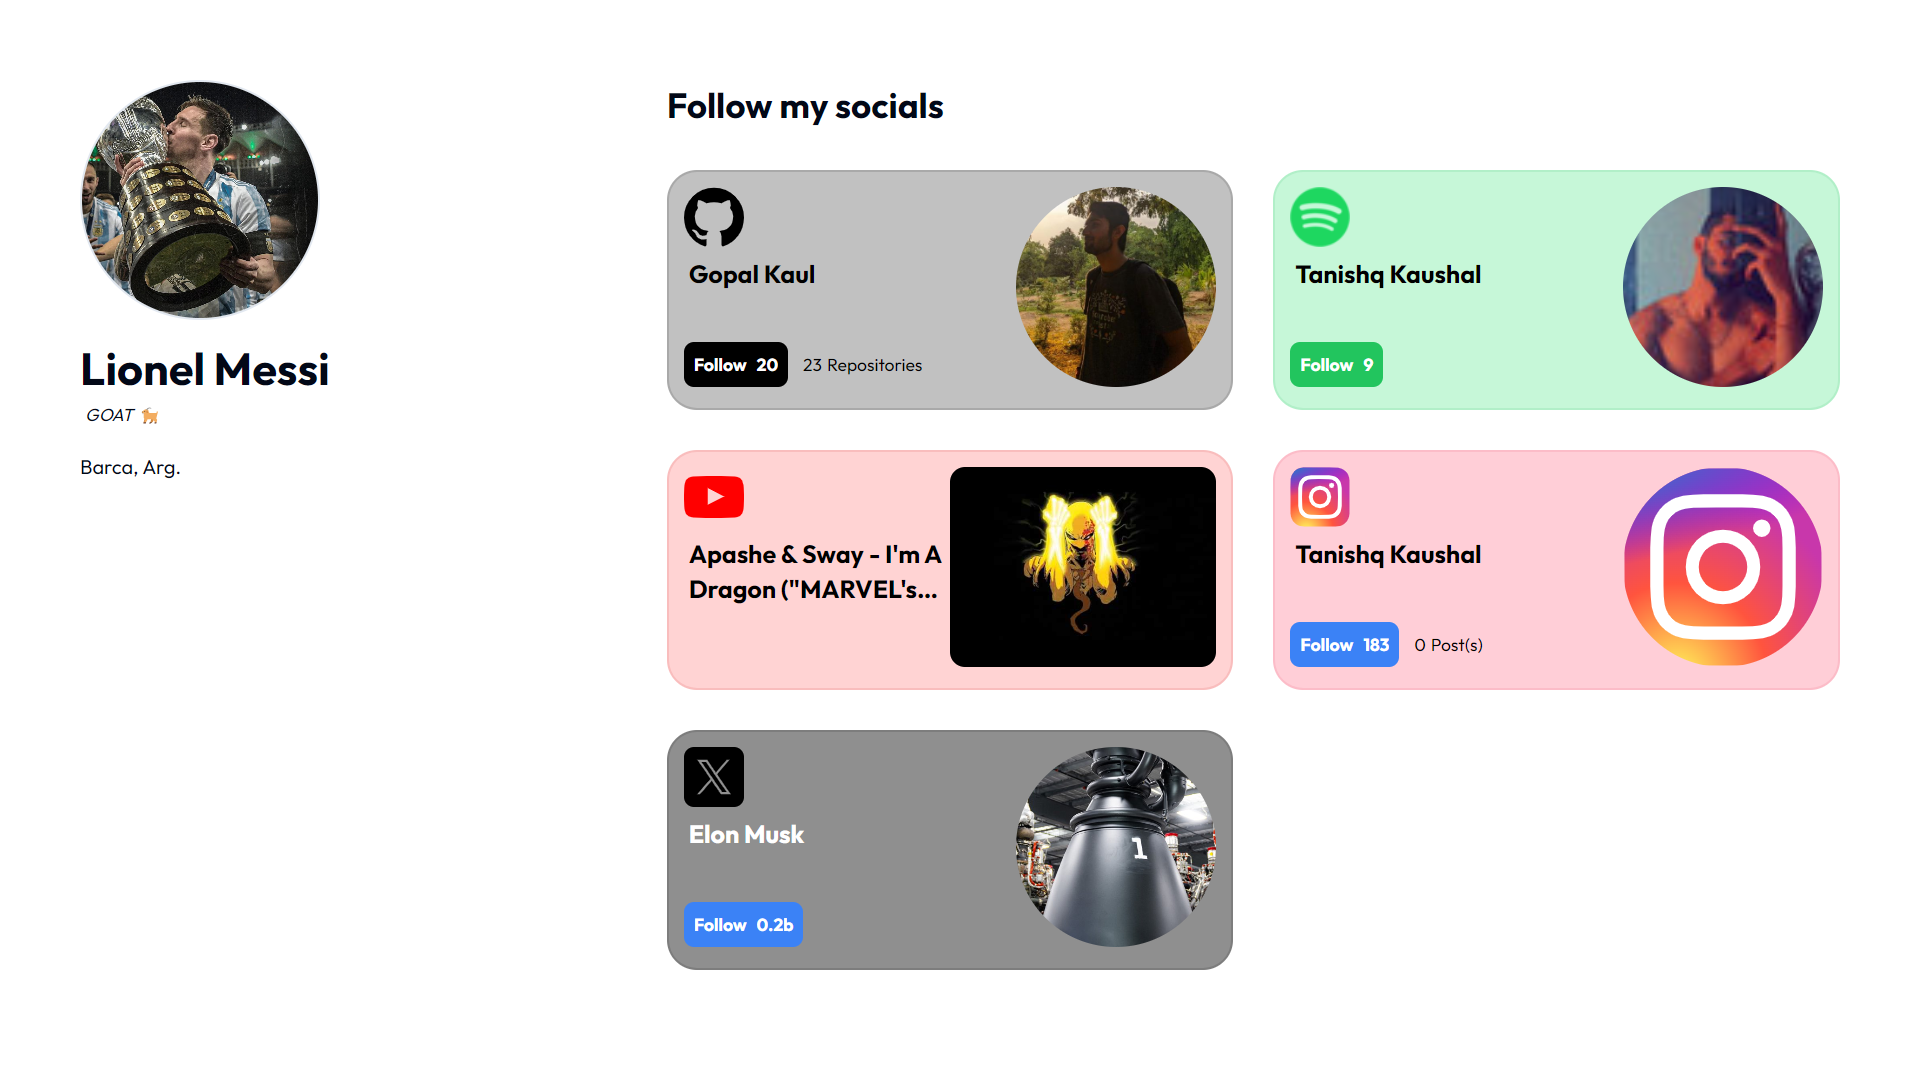 Lionel Messi
GOAT 🐐
Barca, Arg.
Follow my socials
Gopal Kaul
Follow 20 23 Repositories
Tanishq Kaushal
Follow 9
Apashe & Sway - I'm A
Dragon ("MARVEL's...
Tanishq Kaushal
Follow 183 0 Post(s)
Elon Musk
Follow 0.2b
1